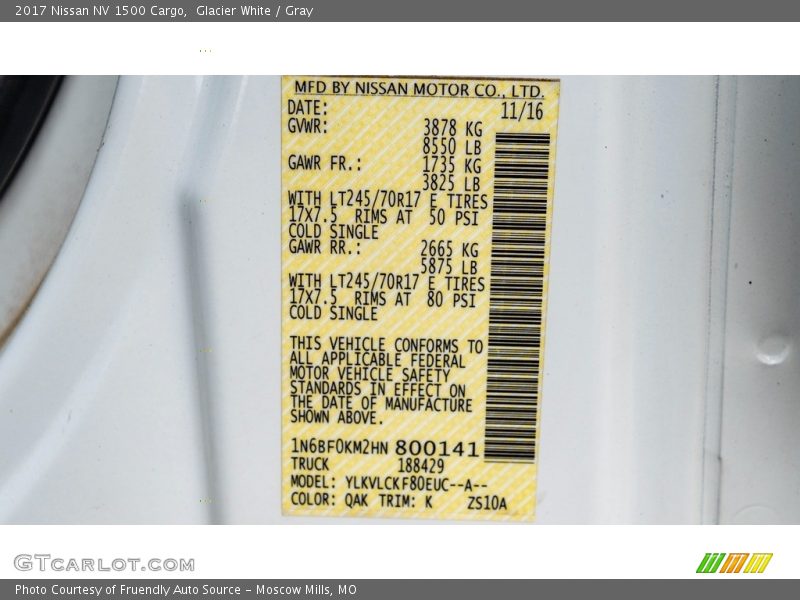 2017 Nissan NV 1500 Cargo,  Glacier White / Gray
MFD BY NISSAN MOTOR CO., LTD.
DATE: 11/16
GVWR: 3878 KG
8550 LB
GAWR FR.: 1735 KG
3825 LB
WITH LT245/70R17 E TIRES
17X7.5 RIMS AT 50 PSI
COLD SINGLE
GAWR RR.: 2665 KG
5875 LB
WITH LT245/70R17 E TIRES
17X7.5 RIMS AT 80 PSI
COLD SINGLE
THIS VEHICLE CONFORMS TO
ALL APPLICABLE FEDERAL
MOTOR VEHICLE SAFETY
STANDARDS IN EFFECT ON
THE DATE OF MANUFACTURE
SHOWN ABOVE.
1N6BF0KM2HN 800141
TRUCK 188429
MODEL: YLKVLCKF80EUC--A--
COLOR: QAK TRIM: K ZS10A
GTCARLOT.COM
Photo Courtesy of Fruendly Auto Source - Moscow Mills, MO